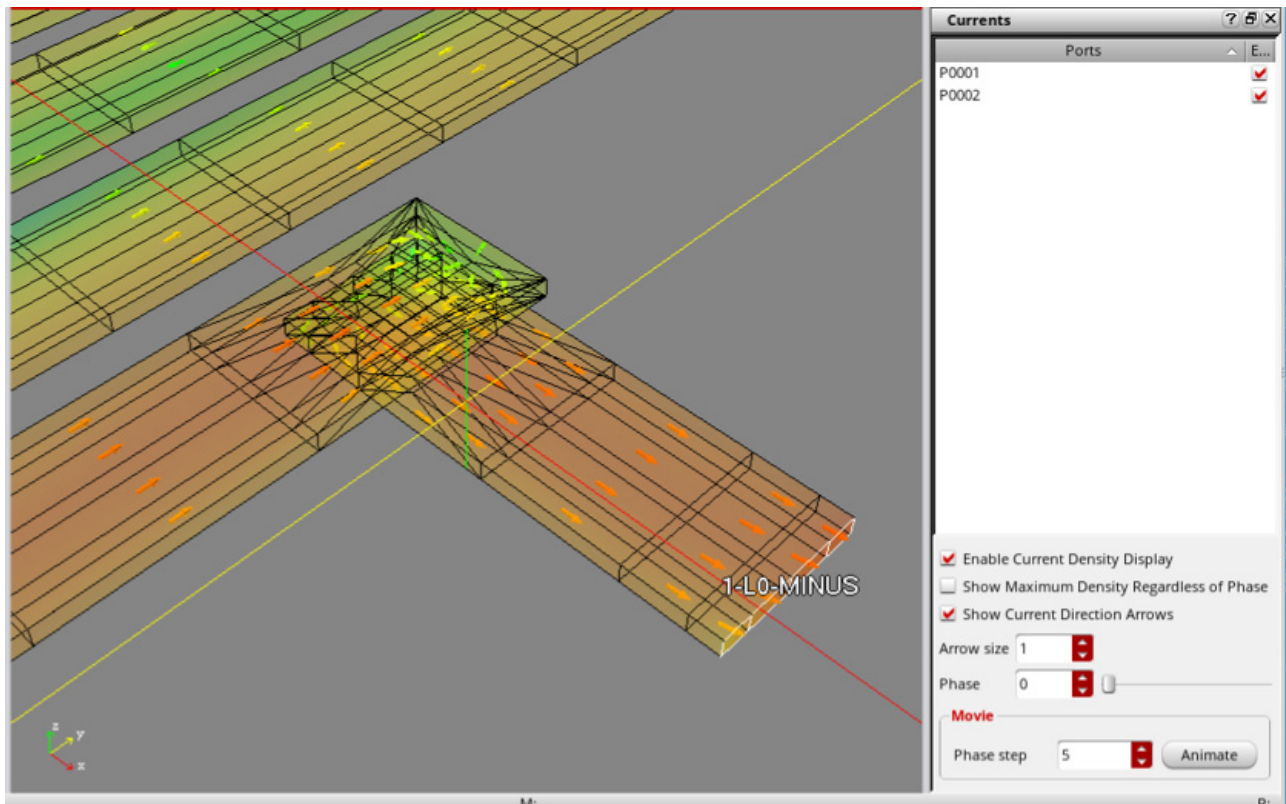 Currents
Ports E...
P0001
P0002
Enable Current Density Display
Show Maximum Density Regardless of Phase
Show Current Direction Arrows
Arrow size 1
Phase 0
Movie
Phase step 5 Animate
1-L0-MINUS
z
y
x